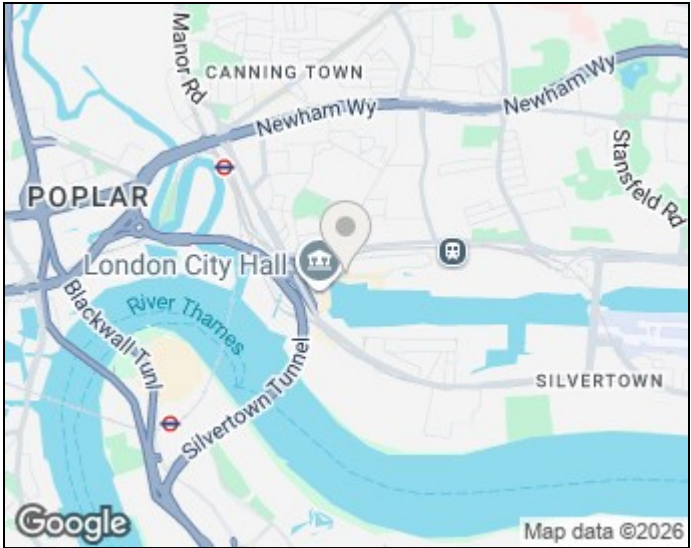 Manor Rd
CANNING TOWN
Newham Wy
Newham Wy
Stansfeld Rd
POPLAR
London City Hall
River Thames
Blackwall Tunl
Silvertown Tunnel
SILVERTOWN
Google
Map data ©2026